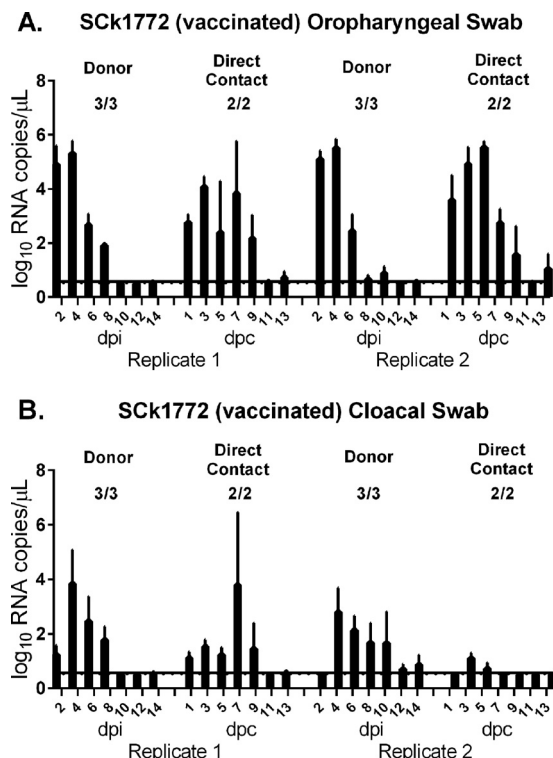 A. SCk1772 (vaccinated) Oropharyngeal Swab
Donor Direct Contact Donor Direct Contact
3/3 2/2 3/3 2/2
log10 RNA copies/µL
8
6
4
2
0
2 4 6 8 10 12 14 1 3 5 7 9 11 13 2 4 6 8 10 12 14 1 3 5 7 9 11 13
dpi dpc dpi dpc
Replicate 1 Replicate 2
B. SCk1772 (vaccinated) Cloacal Swab
Donor Direct Contact Donor Direct Contact
3/3 2/2 3/3 2/2
log10 RNA copies/µL
8
6
4
2
0
2 4 6 8 10 12 14 1 3 5 7 9 11 13 2 4 6 8 10 12 14 1 3 5 7 9 11 13
dpi dpc dpi dpc
Replicate 1 Replicate 2